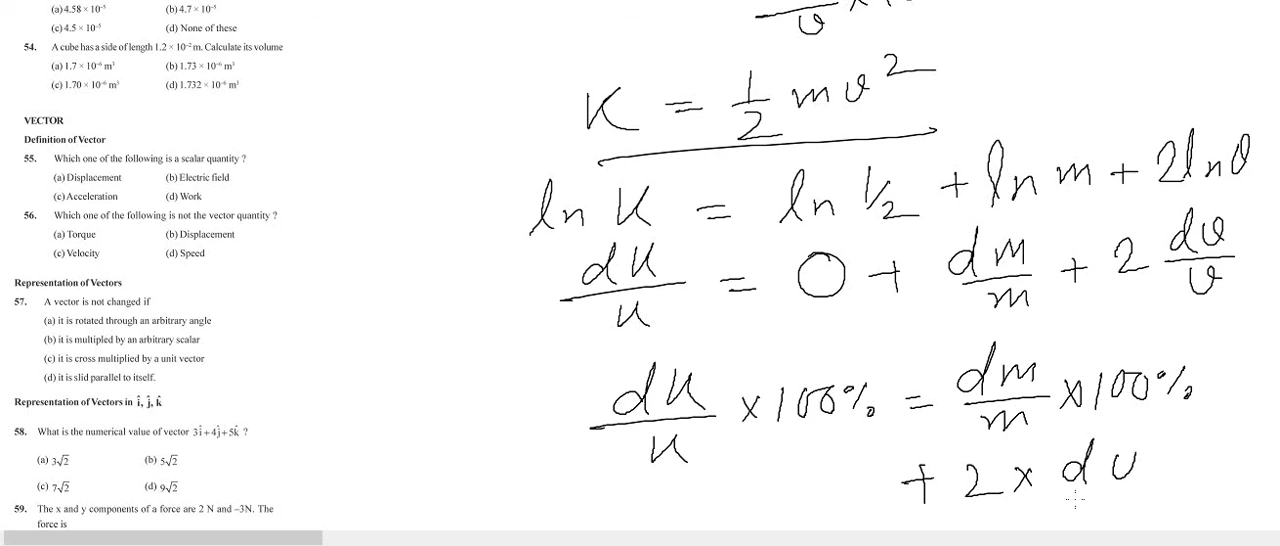 (a) 4.58 × 10⁻⁵ (b) 4.7 × 10⁻⁵
(c) 4.5 × 10⁻⁵ (d) None of these
54. A cube has a side of length 1.2 × 10⁻² m. Calculate its volume
(a) 1.7 × 10⁻⁶ m³ (b) 1.73 × 10⁻⁶ m³
(c) 1.70 × 10⁻⁶ m³ (d) 1.732 × 10⁻⁶ m³
VECTOR
Definition of Vector
55. Which one of the following is a scalar quantity ?
(a) Displacement (b) Electric field
(c) Acceleration (d) Work
56. Which one of the following is not the vector quantity ?
(a) Torque (b) Displacement
(c) Velocity (d) Speed
Representation of Vectors
57. A vector is not changed if
(a) it is rotated through an arbitrary angle
(b) it is multipled by an arbitrary scalar
(c) it is cross multiplied by a unit vector
(d) it is slid parallel to itself.
Representation of Vectors in î, ĵ, k̂
58. What is the numerical value of vector 3î + 4ĵ + 5k̂ ?
(a) 3√2 (b) 5√2
(c) 7√2 (d) 9√2
59. The x and y components of a force are 2 N and –3N. The
force is
K = 1/2 mv²
ln K = ln 1/2 + ln m + 2 ln v
dK/K = 0 + dm/m + 2 dv/v
dK/K × 100% = dm/m × 100%
+ 2 × dv